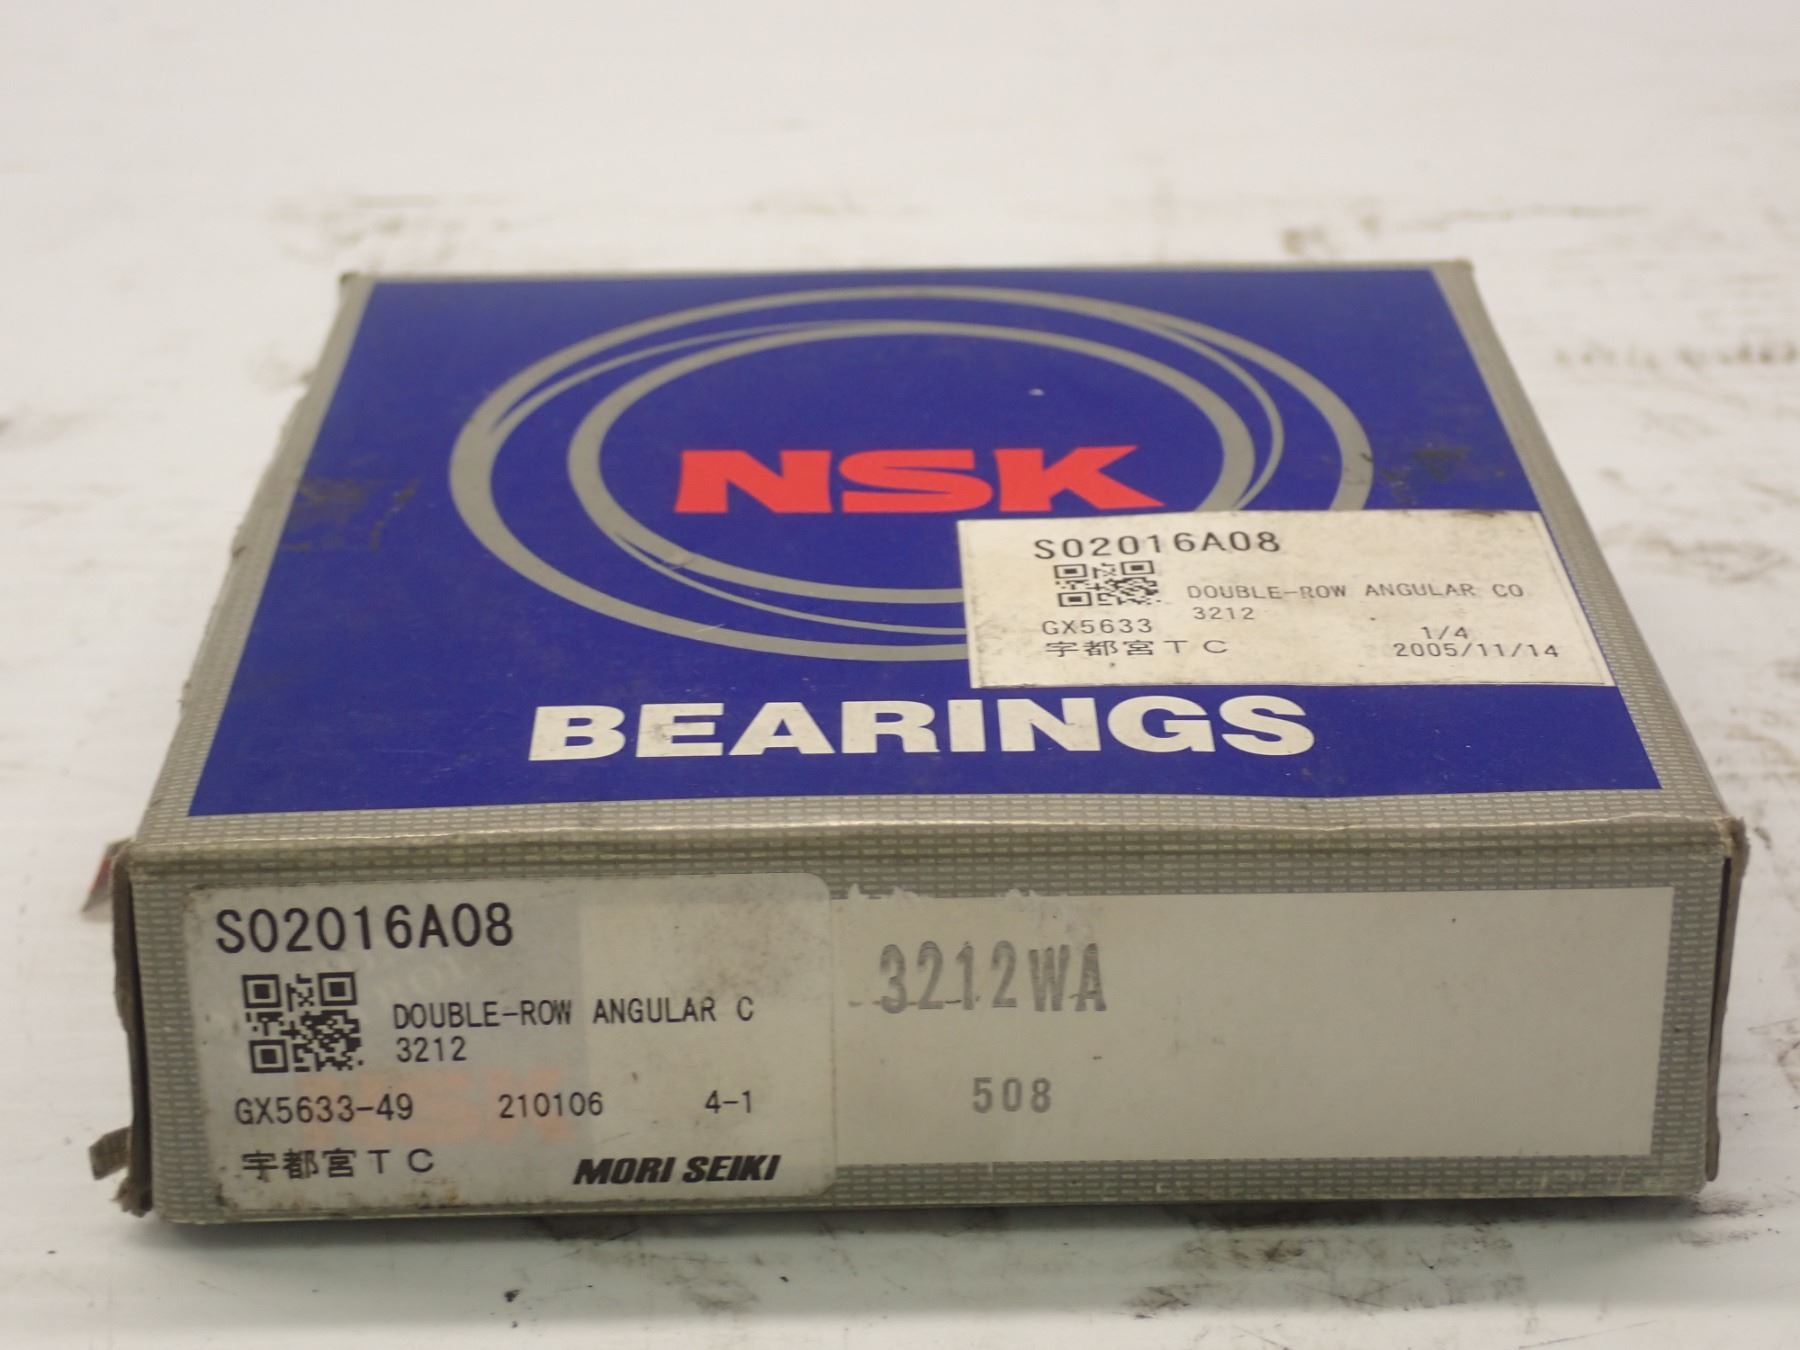 NSK
S02016A08
DOUBLE-ROW ANGULAR CO
3212
GX5633 1/4
宇都宮TC 2005/11/14
BEARINGS
S02016A08
DOUBLE-ROW ANGULAR C
3212
GX5633-49 210106 4-1
宇都宮TC MORI SEIKI
NSK
3212WA
508